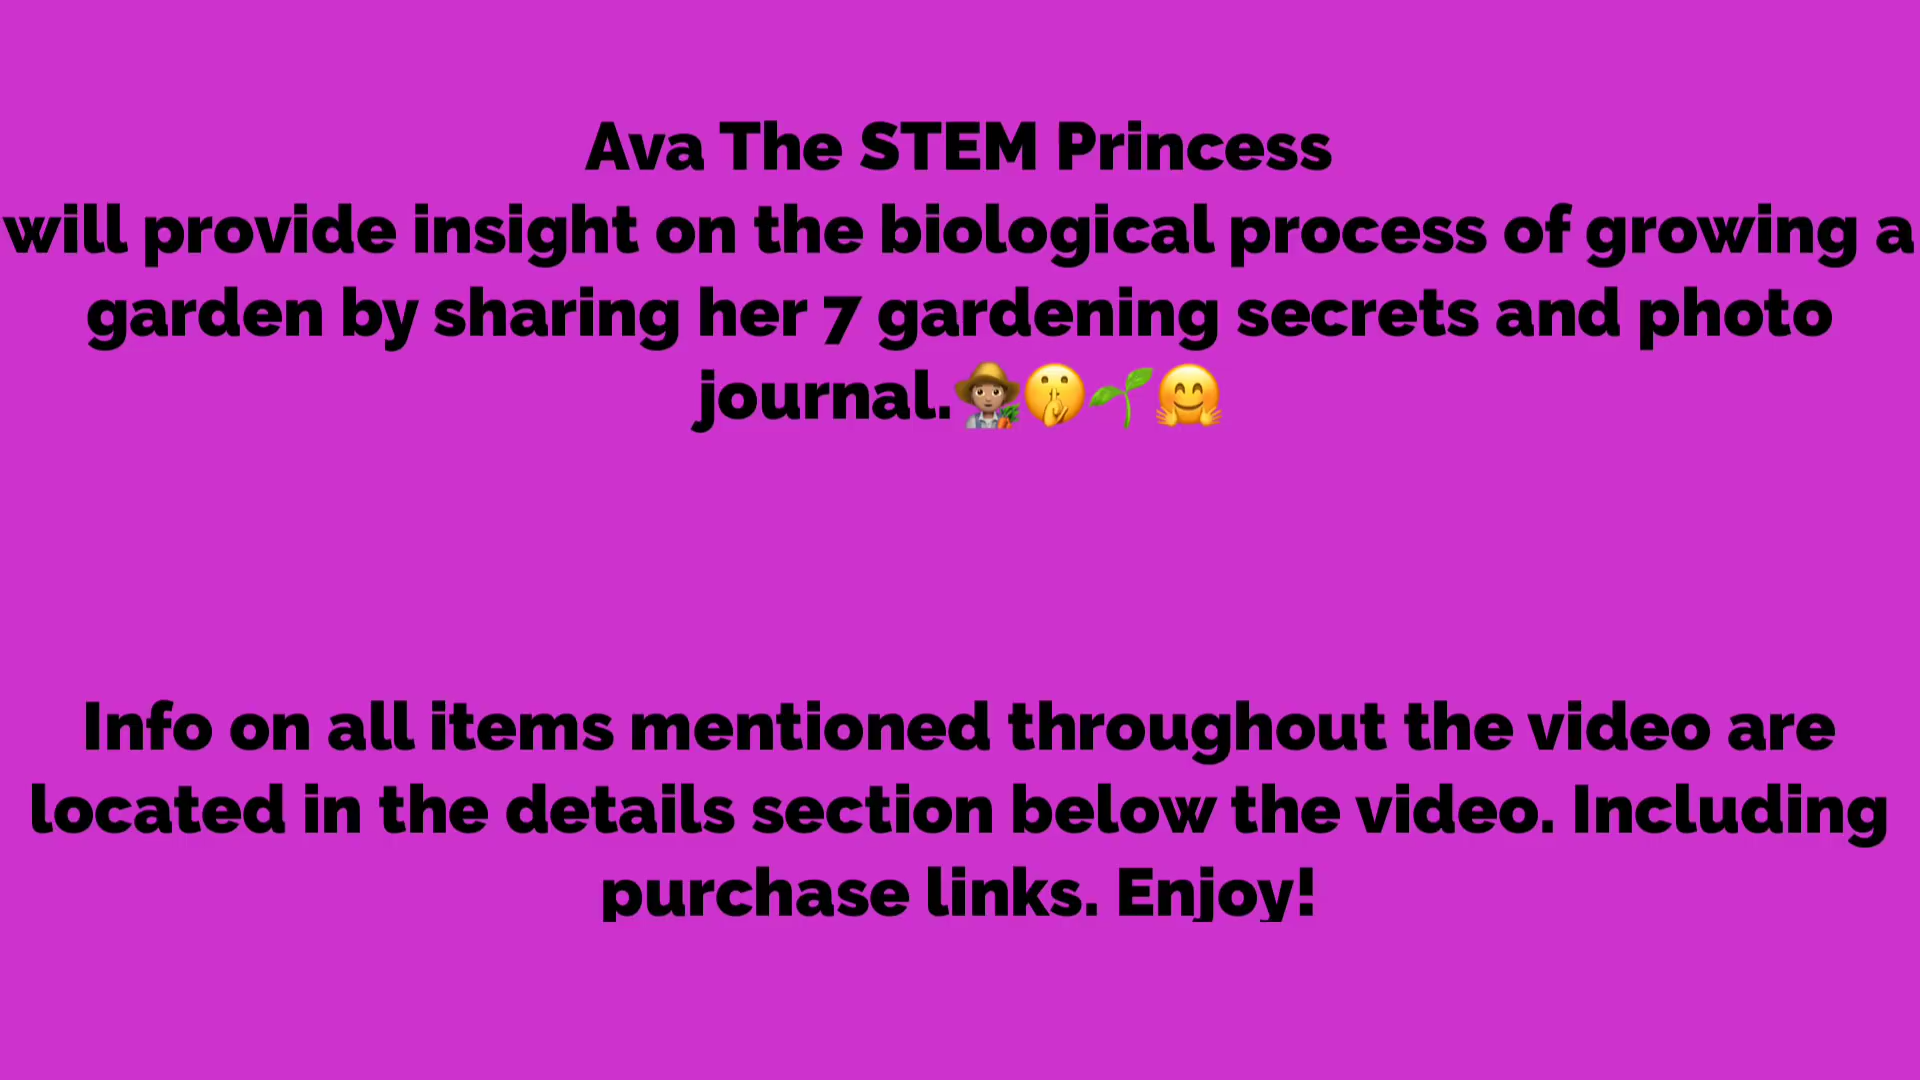 Ava The STEM Princess
will provide insight on the biological process of growing a
garden by sharing her 7 gardening secrets and photo
journal.🧑🏽‍🌾🤫🌱🤗
Info on all items mentioned throughout the video are
located in the details section below the video. Including
purchase links. Enjoy!